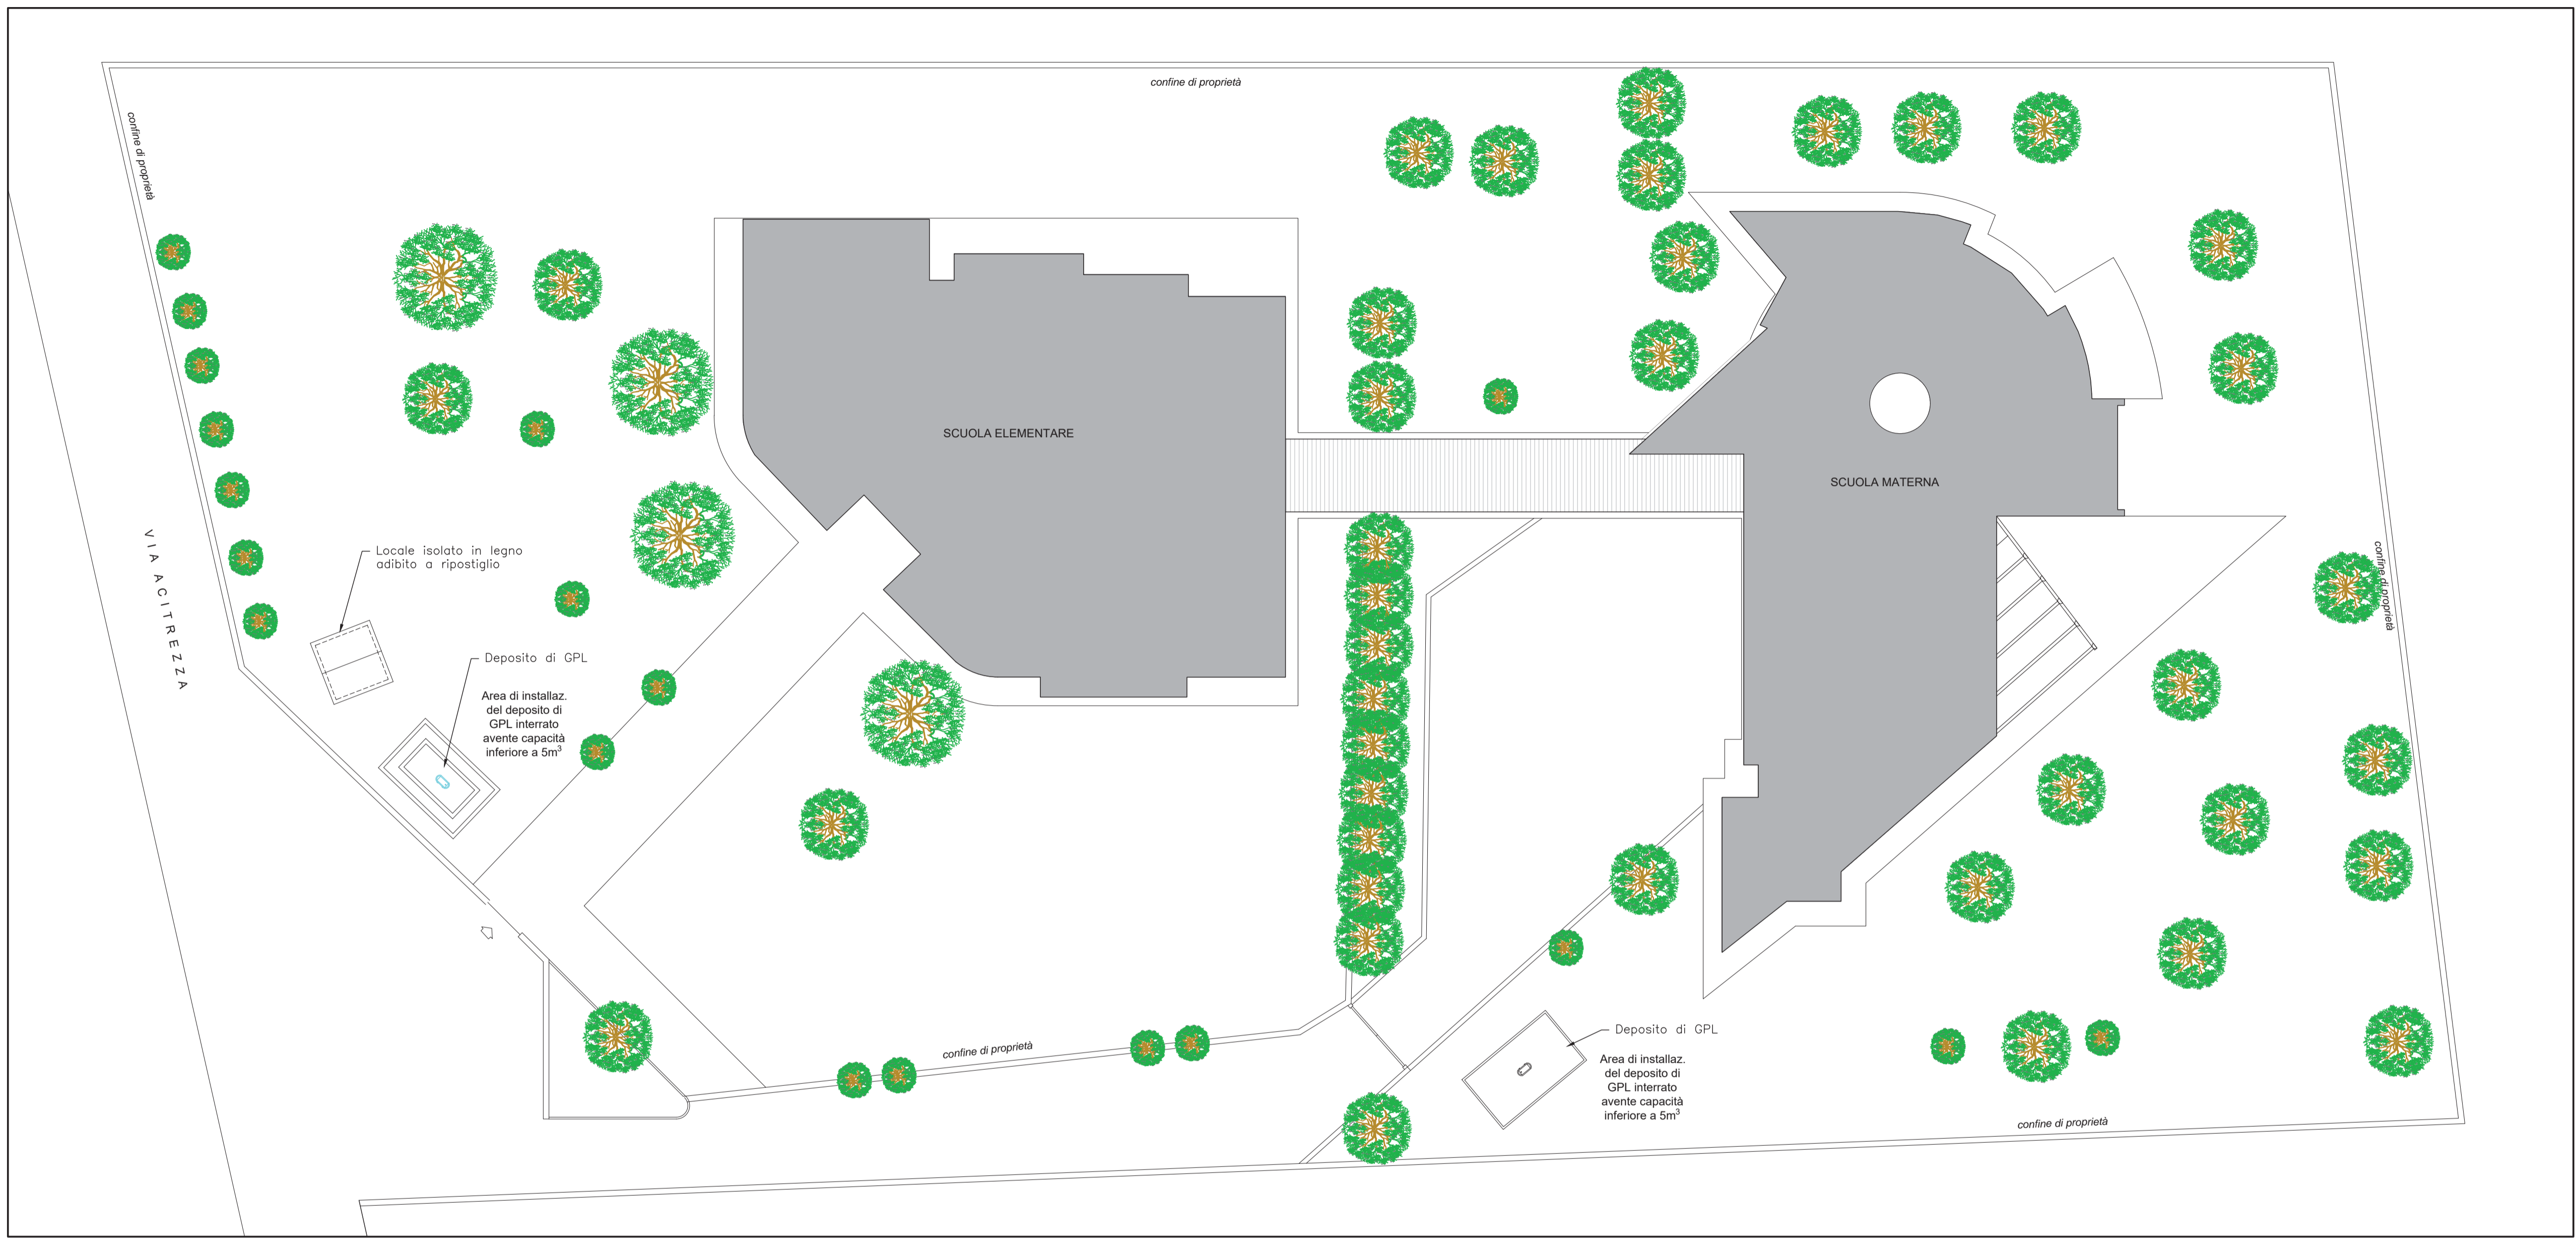 confine di proprietà
confine di proprietà
SCUOLA ELEMENTARE
SCUOLA MATERNA
VIA ACITREZZA
Locale isolato in legno
adibito a ripostiglio
confine di proprietà
Deposito di GPL
Area di installaz.
del deposito di
GPL interrato
avente capacità
inferiore a 5m³
confine di proprietà
Deposito di GPL
Area di installaz.
del deposito di
GPL interrato
avente capacità
inferiore a 5m³
confine di proprietà